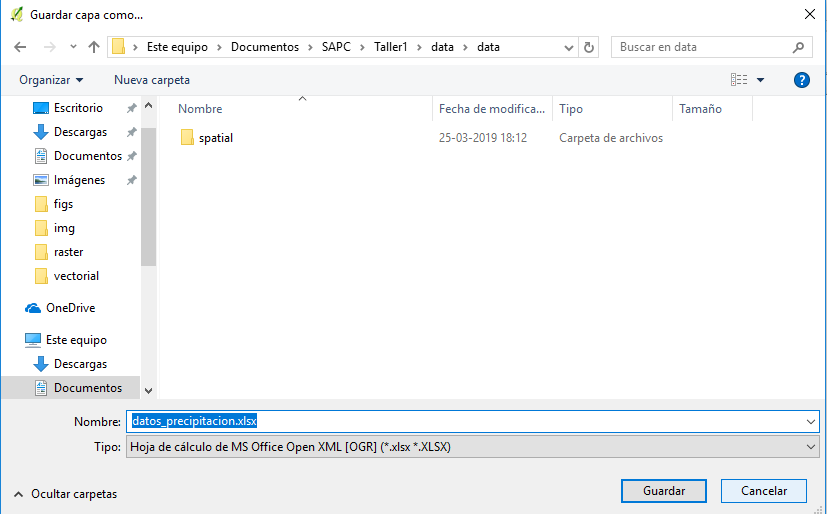 Guardar capa como...
Este equipo > Documentos > SAPC > Taller1 > data > data
Buscar en data
Organizar
Nueva carpeta
?
Escritorio
Descargas
Documentos
Imágenes
figs
img
raster
vectorial
OneDrive
Este equipo
Descargas
Documentos
Nombre
Fecha de modifica...
Tipo
Tamaño
spatial
25-03-2019 18:12
Carpeta de archivos
Nombre:
datos_precipitacion.xlsx
Tipo:
Hoja de cálculo de MS Office Open XML [OGR] (*.xlsx *.XLSX)
Ocultar carpetas
Guardar
Cancelar